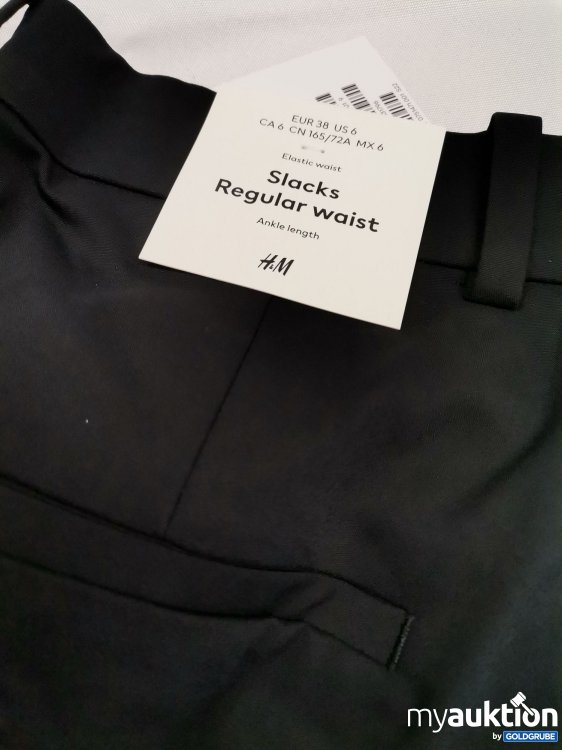 EUR 38 US 6
CA 6 CN 165/72A MX 6
Elastic waist
Slacks
Regular waist
Ankle length
H&M
myauktion
by GOLDGRUBE